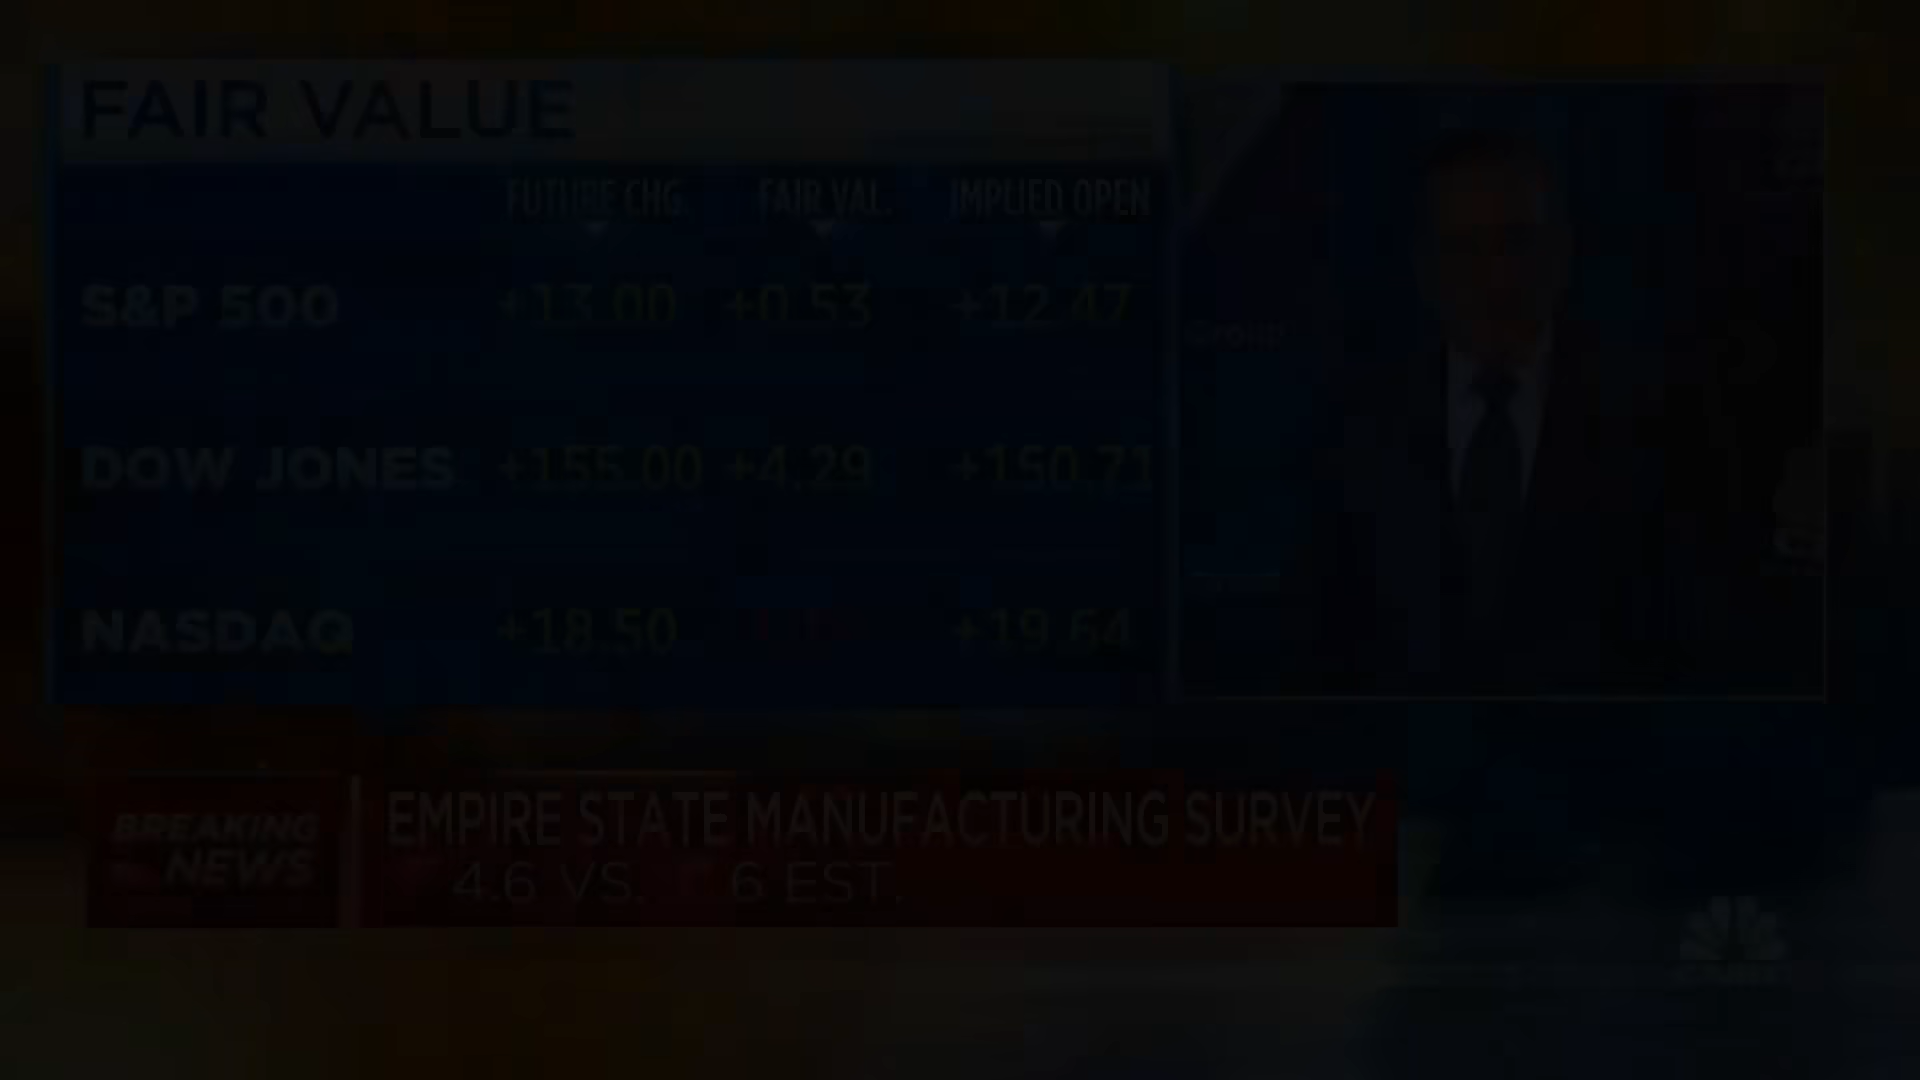 FAIR VALUE
FUTURE CHG. FAIR VAL. IMPLIED OPEN
S&P 500 +13.00 +0.53 +12.47
DOW JONES +155.00 +4.29 +150.71
NASDAQ +18.50 +19.64
BREAKING
NEWS
EMPIRE STATE MANUFACTURING SURVEY
4.6 VS. 6 EST.